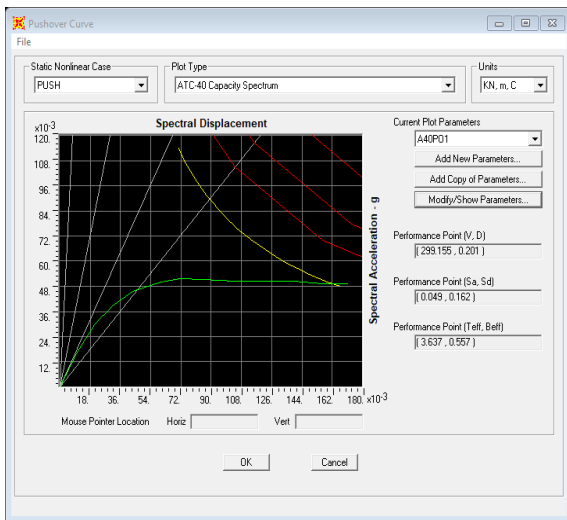 Pushover Curve
File
Static Nonlinear Case
PUSH
Plot Type
ATC-40 Capacity Spectrum
Units
KN, m, C
x10-3
Spectral Displacement
120.
108.
96.
84.
72.
60.
48.
36.
24.
12.
Spectral Acceleration - g
18. 36. 54. 72. 90. 108. 126. 144. 162. 180. x10-3
Mouse Pointer Location Horiz Vert
Current Plot Parameters
A40PO1
Add New Parameters...
Add Copy of Parameters...
Modify/Show Parameters...
Performance Point (V, D)
( 299.155 , 0.201 )
Performance Point (Sa, Sd)
( 0.049 , 0.162 )
Performance Point (Teff, Beff)
( 3.637 , 0.557 )
OK Cancel